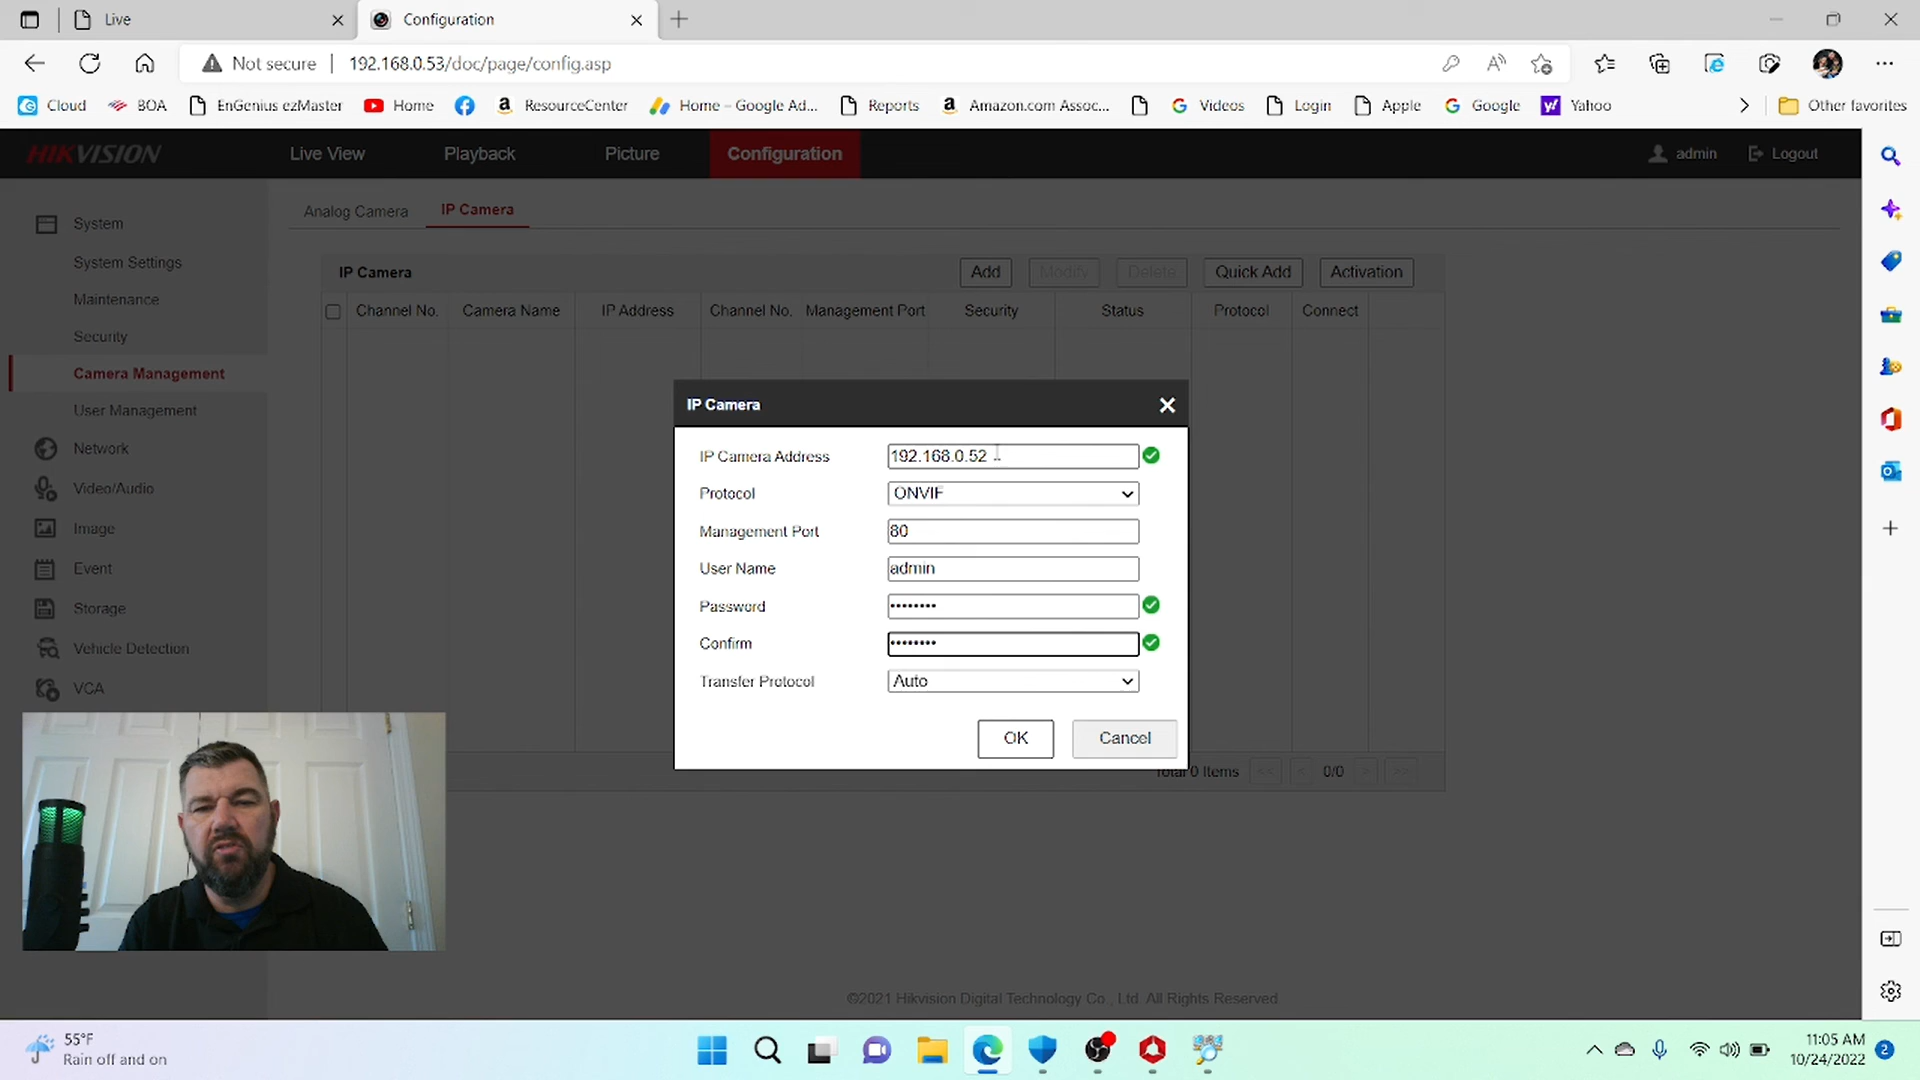 Live
Configuration
Not secure
192.168.0.53/doc/page/config.asp
Cloud
BOA
EnGenius ezMaster
Home
ResourceCenter
Home – Google Ad...
Reports
Amazon.com Assoc...
Videos
Login
Apple
Google
Yahoo
Other favorites
HIKVISION
Live View
Playback
Picture
Configuration
admin
Logout
System
System Settings
Maintenance
Security
Camera Management
User Management
Network
Video/Audio
Image
Event
Storage
Vehicle Detection
VCA
Analog Camera
IP Camera
IP Camera
Add
Modify
Delete
Quick Add
Activation
Channel No.
Camera Name
IP Address
Channel No.
Management Port
Security
Status
Protocol
Connect
IP Camera
IP Camera Address
192.168.0.52
Protocol
ONVIF
Management Port
80
User Name
admin
Password
••••••••
Confirm
••••••••
Transfer Protocol
Auto
OK
Cancel
Total 0 Items
<<
<
0/0
>
>>
©2021 Hikvision Digital Technology Co., Ltd. All Rights Reserved.
55°F
Rain off and on
11:05 AM
10/24/2022
2